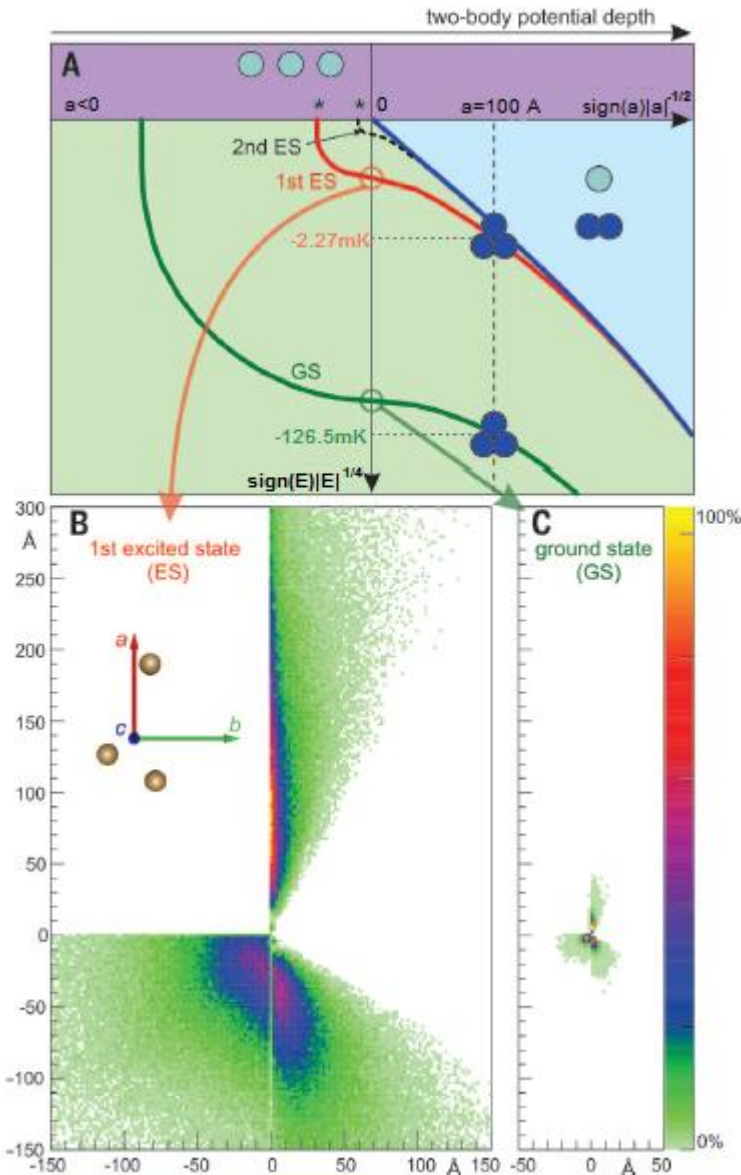 two-body potential depth
A
a<0
* * 0
a=100 A
sign(a)|a|^-1/2
2nd ES
1st ES
-2.27mK
GS
-126.5mK
sign(E)|E|^1/4
B
C
300
Å
1st excited state
(ES)
ground state
(GS)
100%
250
200
a
150
c
b
100
50
0
-50
-100
-150
-100 -50 0 50 100 Å 150
-50 0 Å 50
0%